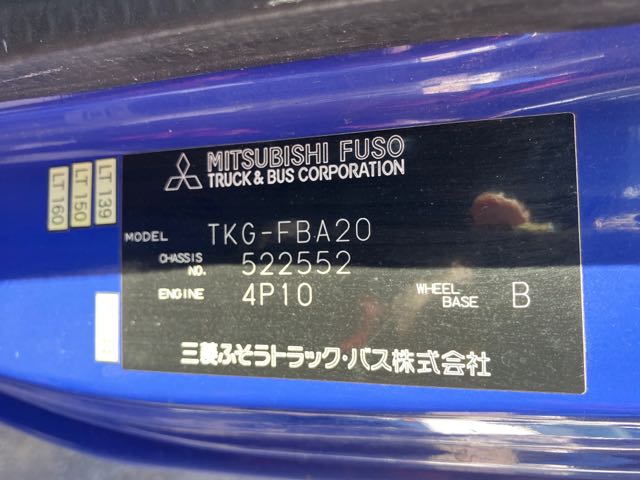 MITSUBISHI FUSO
TRUCK & BUS CORPORATION
LT 160
LT 150
LT 139
MODEL TKG-FBA20
CHASSIS NO. 522552
ENGINE 4P10 WHEEL BASE B
三菱ふそうトラック・バス株式会社